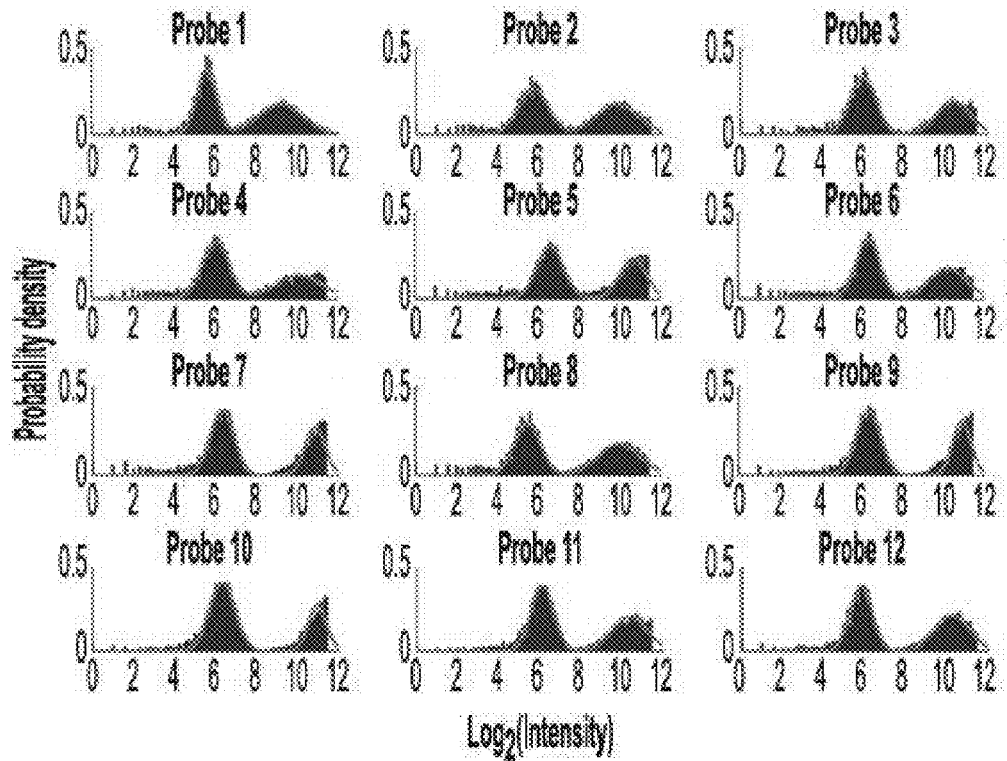 Probe 1 Probe 2 Probe 3
0.5 0.5 0.5
0 0 0
0 2 4 6 8 10 12 0 2 4 6 8 10 12 0 2 4 6 8 10 12
Probe 4 Probe 5 Probe 6
0.5 0.5 0.5
0 0 0
0 2 4 6 8 10 12 0 2 4 6 8 10 12 0 2 4 6 8 10 12
Probability density
Probe 7 Probe 8 Probe 9
0.5 0.5 0.5
0 0 0
0 2 4 6 8 10 12 0 2 4 6 8 10 12 0 2 4 6 8 10 12
Probe 10 Probe 11 Probe 12
0.5 0.5 0.5
0 0 0
0 2 4 6 8 10 12 0 2 4 6 8 10 12 0 2 4 6 8 10 12
Log2(Intensity)